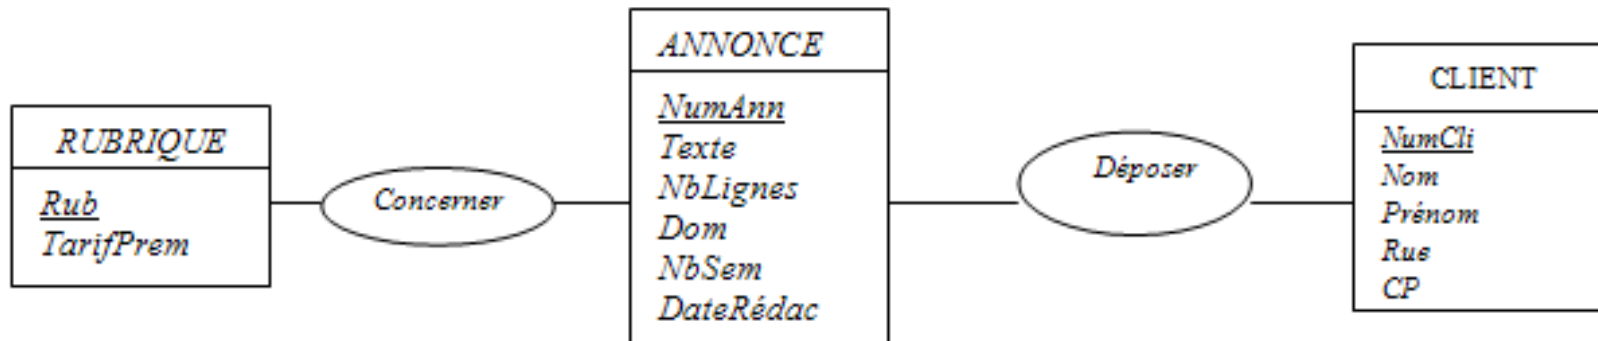 RUBRIQUE
Rub
TarifPrem
Concerner
ANNONCE
NumAnn
Texte
NbLignes
Dom
NbSem
DateRédac
Déposer
CLIENT
NumCli
Nom
Prénom
Rue
CP